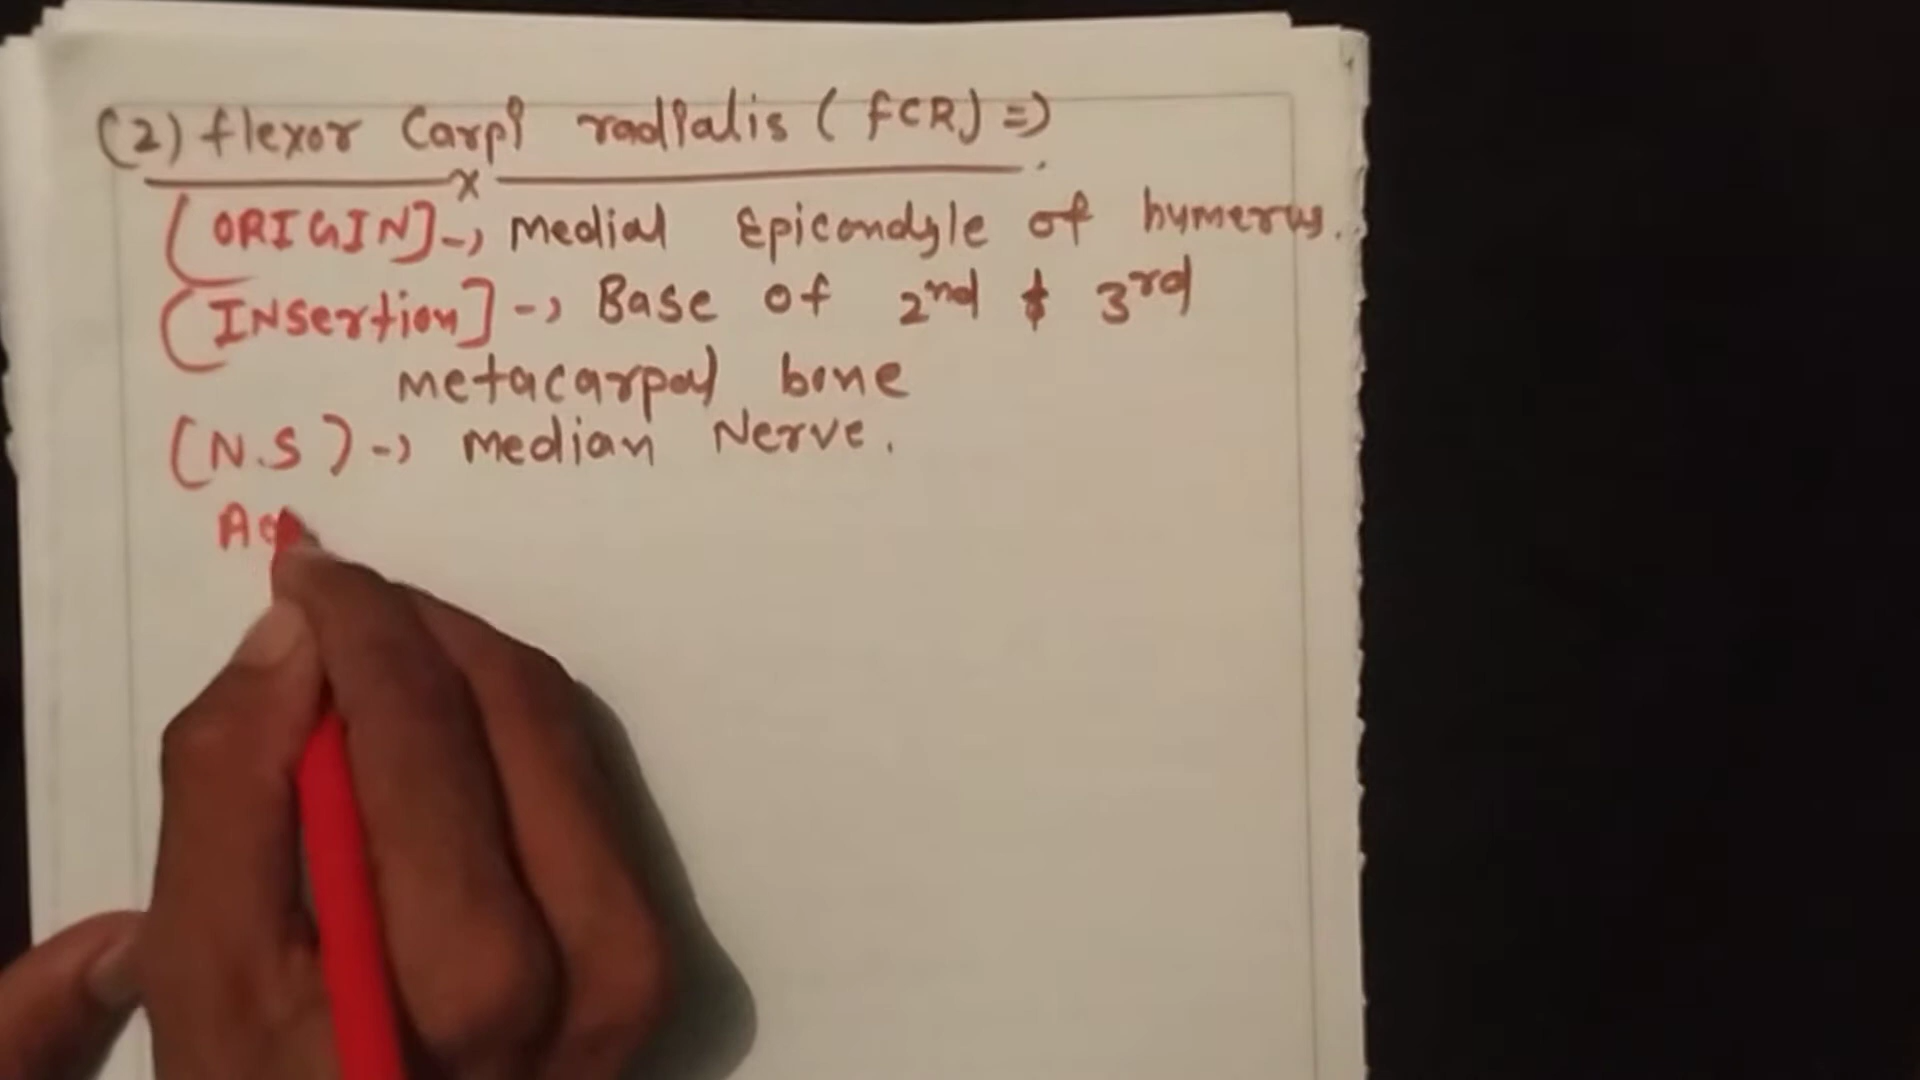 (2) flexor Carpi radialis (FCR) =>
[ORIGIN] -> medial Epicondyle of humerus.
[INsertion] -> Base of 2nd & 3rd
metacarpal bone
(N.S) -> median Nerve.
Ac